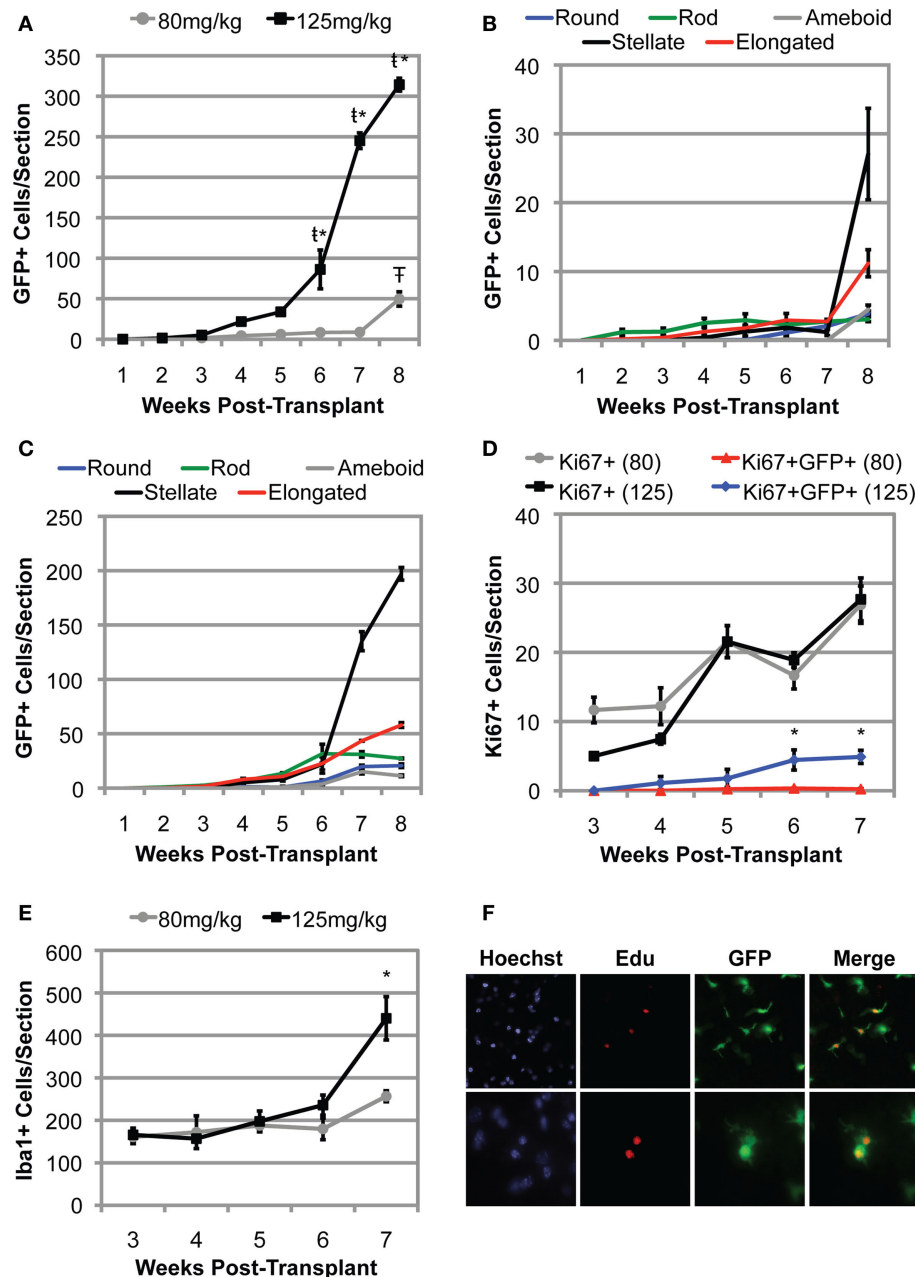 A
80mg/kg 125mg/kg
GFP+ Cells/Section
350
300
250
200
150
100
50
0
ŧ*
ŧ*
ŧ*
Ŧ
1 2 3 4 5 6 7 8
Weeks Post-Transplant
B
Round Rod Ameboid
Stellate Elongated
GFP+ Cells/Section
40
30
20
10
0
1 2 3 4 5 6 7 8
Weeks Post-Transplant
C
Round Rod Ameboid
Stellate Elongated
GFP+ Cells/Section
250
200
150
100
50
0
1 2 3 4 5 6 7 8
Weeks Post-Transplant
D
Ki67+ (80) Ki67+GFP+ (80)
Ki67+ (125) Ki67+GFP+ (125)
Ki67+ Cells/Section
40
30
20
10
0
* *
3 4 5 6 7
Weeks Post-Transplant
E
80mg/kg 125mg/kg
Iba1+ Cells/Section
600
500
400
300
200
100
0
*
3 4 5 6 7
Weeks Post-Transplant
F
Hoechst Edu GFP Merge